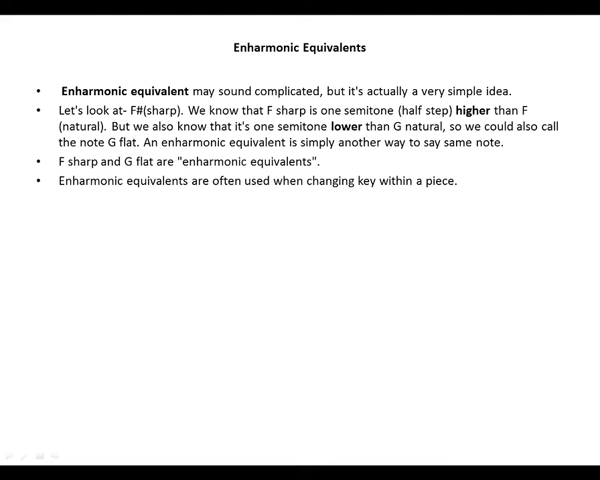 Enharmonic Equivalents
• Enharmonic equivalent may sound complicated, but it's actually a very simple idea.
• Let's look at- F#(sharp). We know that F sharp is one semitone (half step) higher than F
(natural). But we also know that it's one semitone lower than G natural, so we could also call
the note G flat. An enharmonic equivalent is simply another way to say same note.
• F sharp and G flat are "enharmonic equivalents".
• Enharmonic equivalents are often used when changing key within a piece.